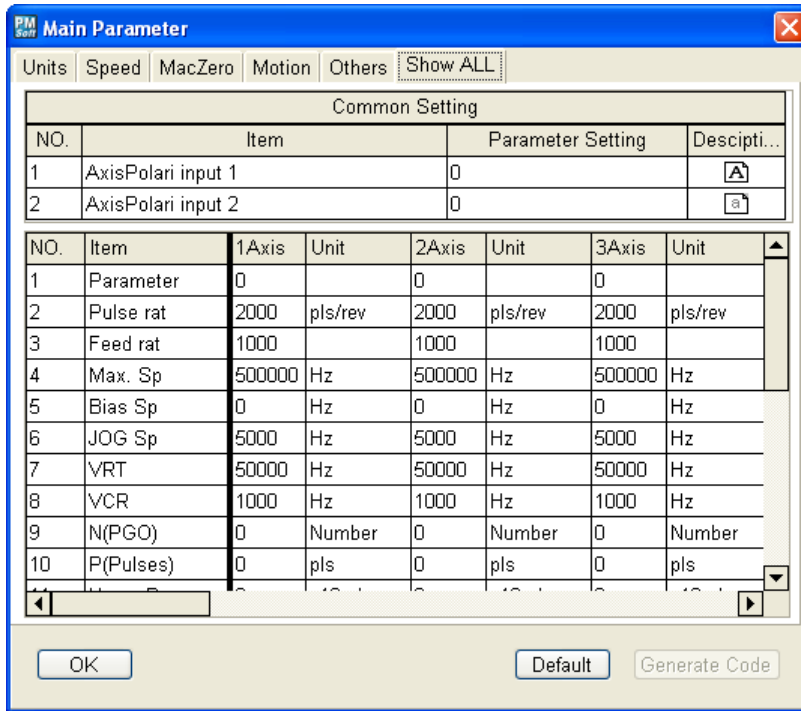 PM Soft Main Parameter
Units Speed MacZero Motion Others Show ALL
Common Setting
NO. Item Parameter Setting Descipti...
1 AxisPolari input 1 0 A
2 AxisPolari input 2 0 a
NO. Item 1Axis Unit 2Axis Unit 3Axis Unit
1 Parameter 0 0 0
2 Pulse rat 2000 pls/rev 2000 pls/rev 2000 pls/rev
3 Feed rat 1000 1000 1000
4 Max. Sp 500000 Hz 500000 Hz 500000 Hz
5 Bias Sp 0 Hz 0 Hz 0 Hz
6 JOG Sp 5000 Hz 5000 Hz 5000 Hz
7 VRT 50000 Hz 50000 Hz 50000 Hz
8 VCR 1000 Hz 1000 Hz 1000 Hz
9 N(PGO) 0 Number 0 Number 0 Number
10 P(Pulses) 0 pls 0 pls 0 pls
OK Default Generate Code